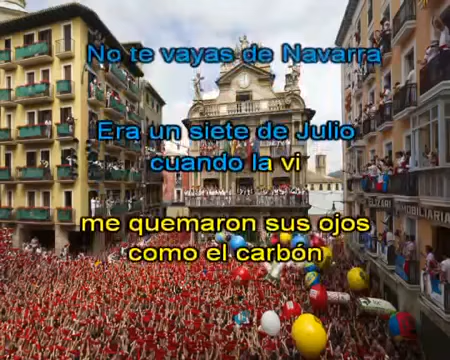 No te vayas de Navarra
Era un siete de Julio
cuando la vi
me quemaron sus ojos
como el carbón
INMOBILIARIA